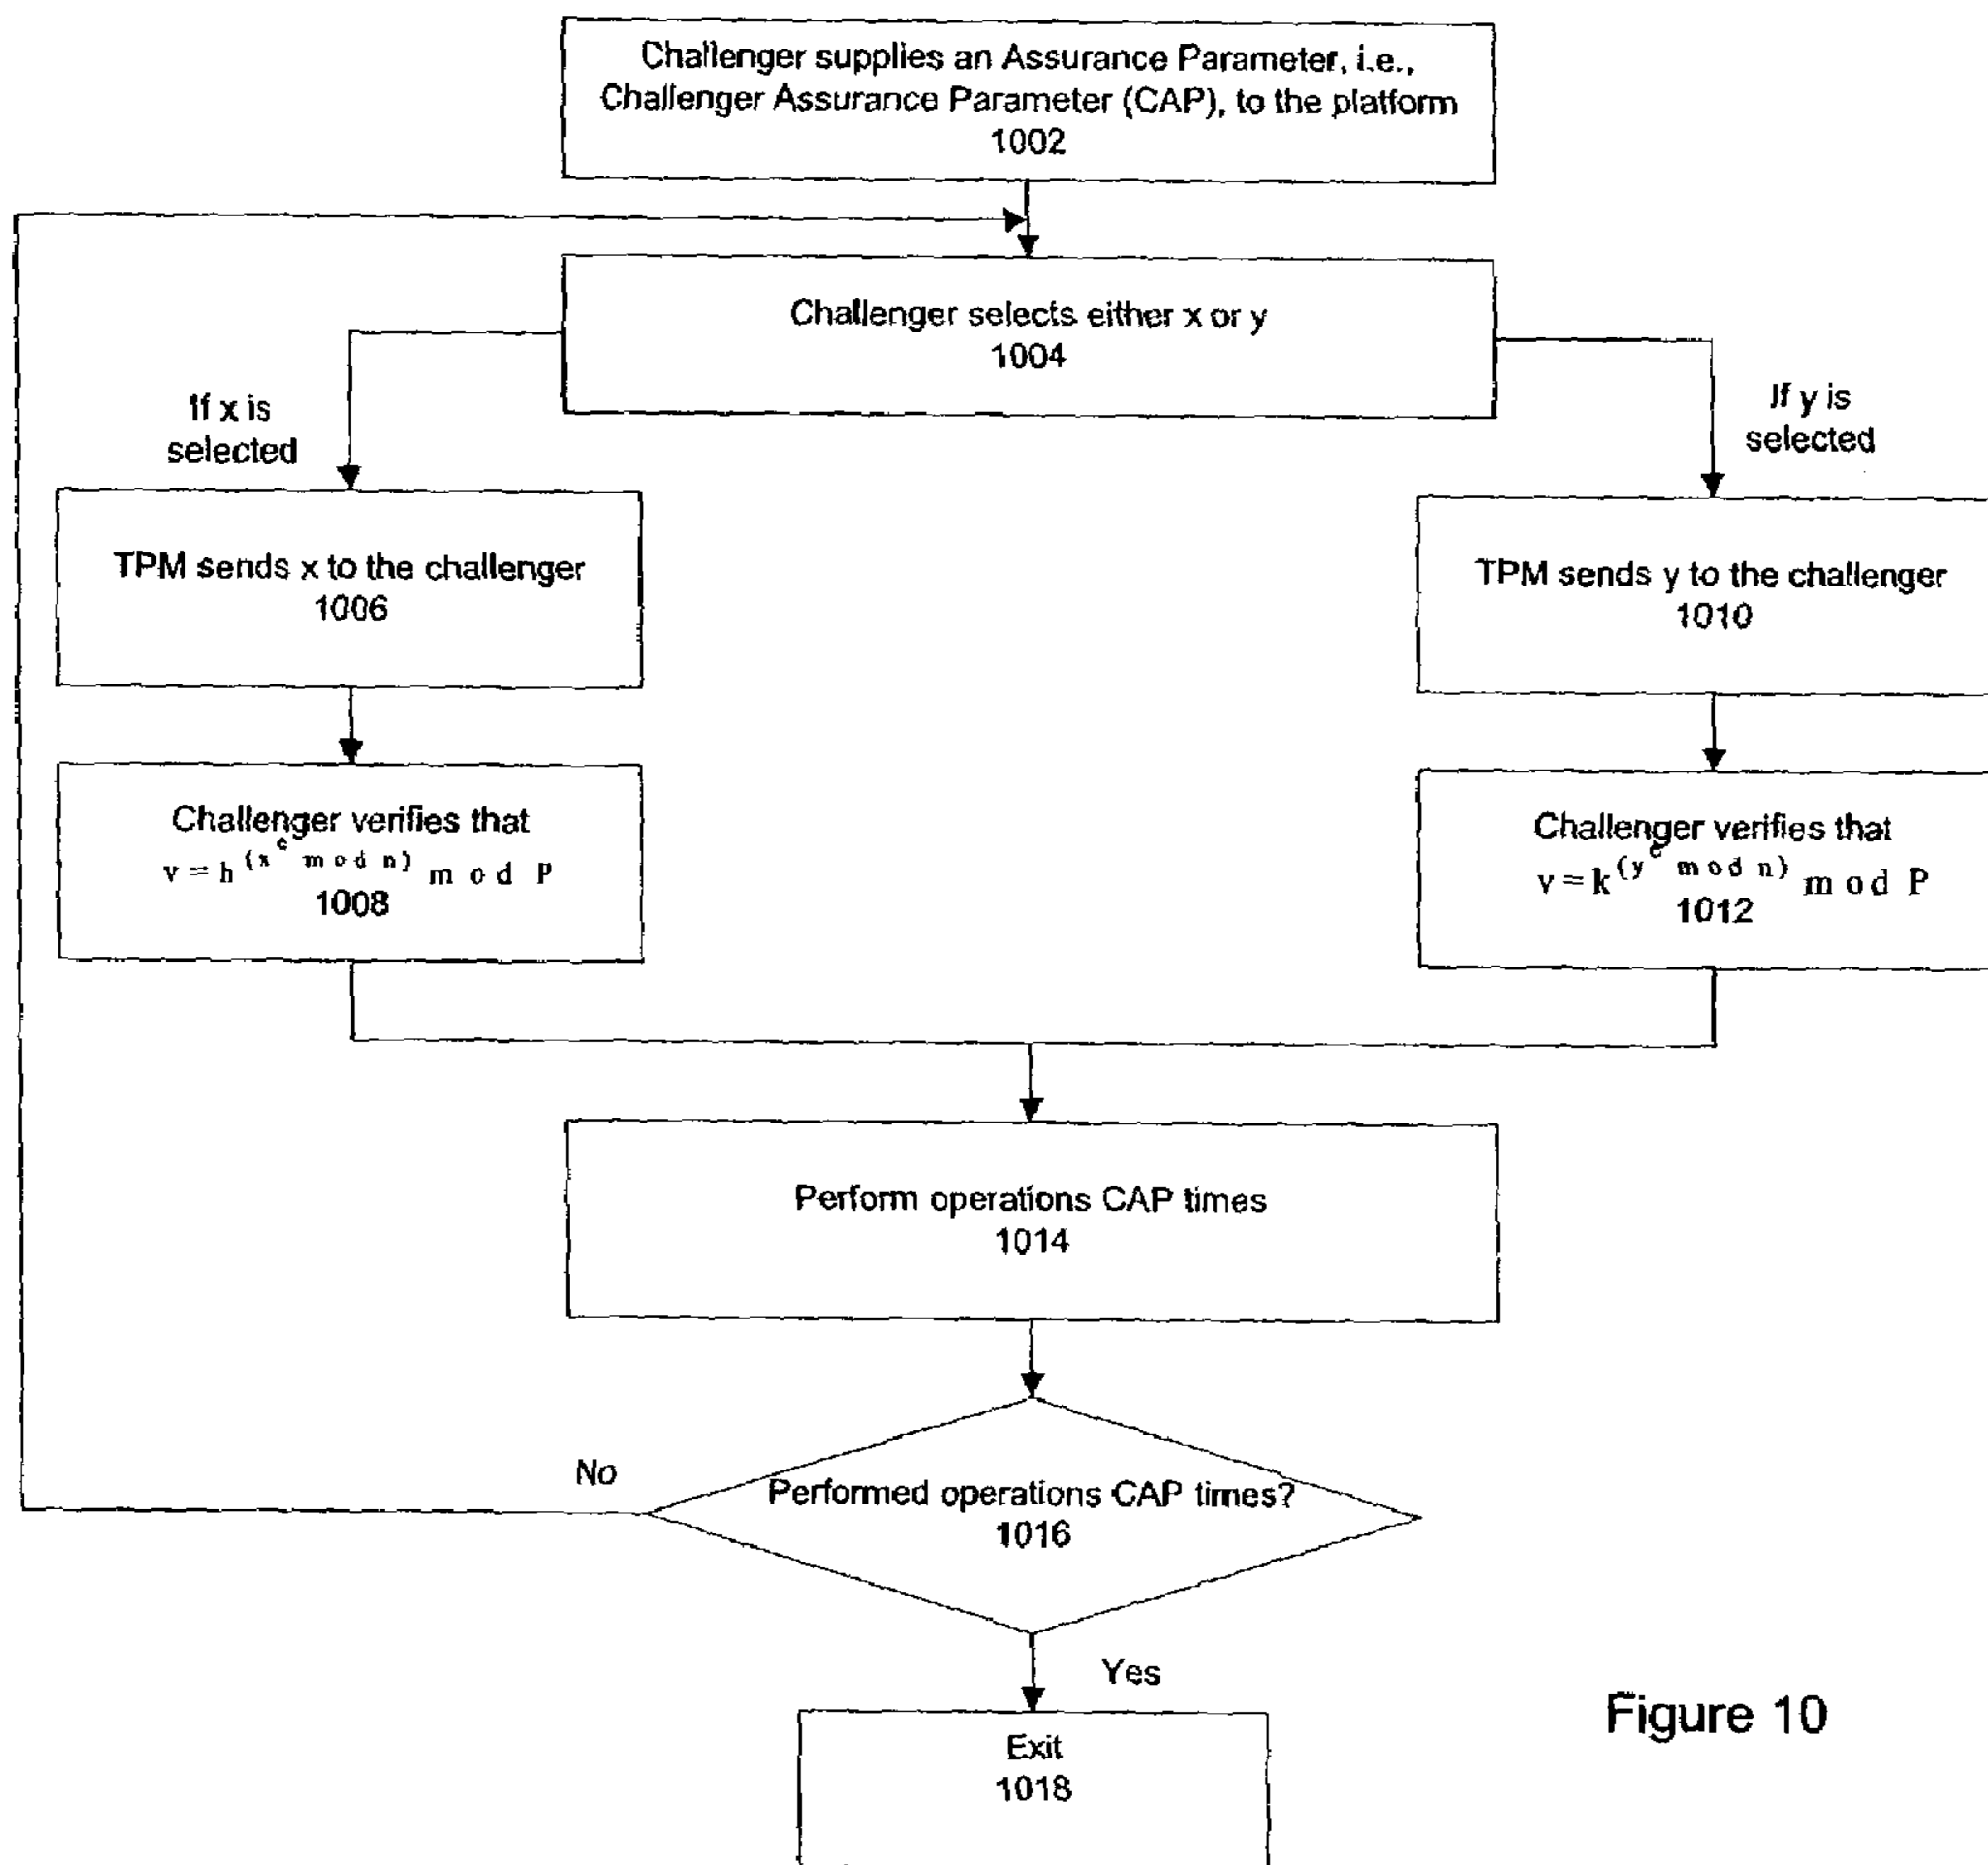 Challenger supplies an Assurance Parameter, i.e.,
Challenger Assurance Parameter (CAP), to the platform
1002
Challenger selects either x or y
1004
If x is
selected
If y is
selected
TPM sends x to the challenger
1006
TPM sends y to the challenger
1010
Challenger verifies that
v = h^(x^e mod n) mod P
1008
Challenger verifies that
v = k^(y^e mod n) mod P
1012
Perform operations CAP times
1014
No
Performed operations CAP times?
1016
Yes
Exit
1018
Figure 10